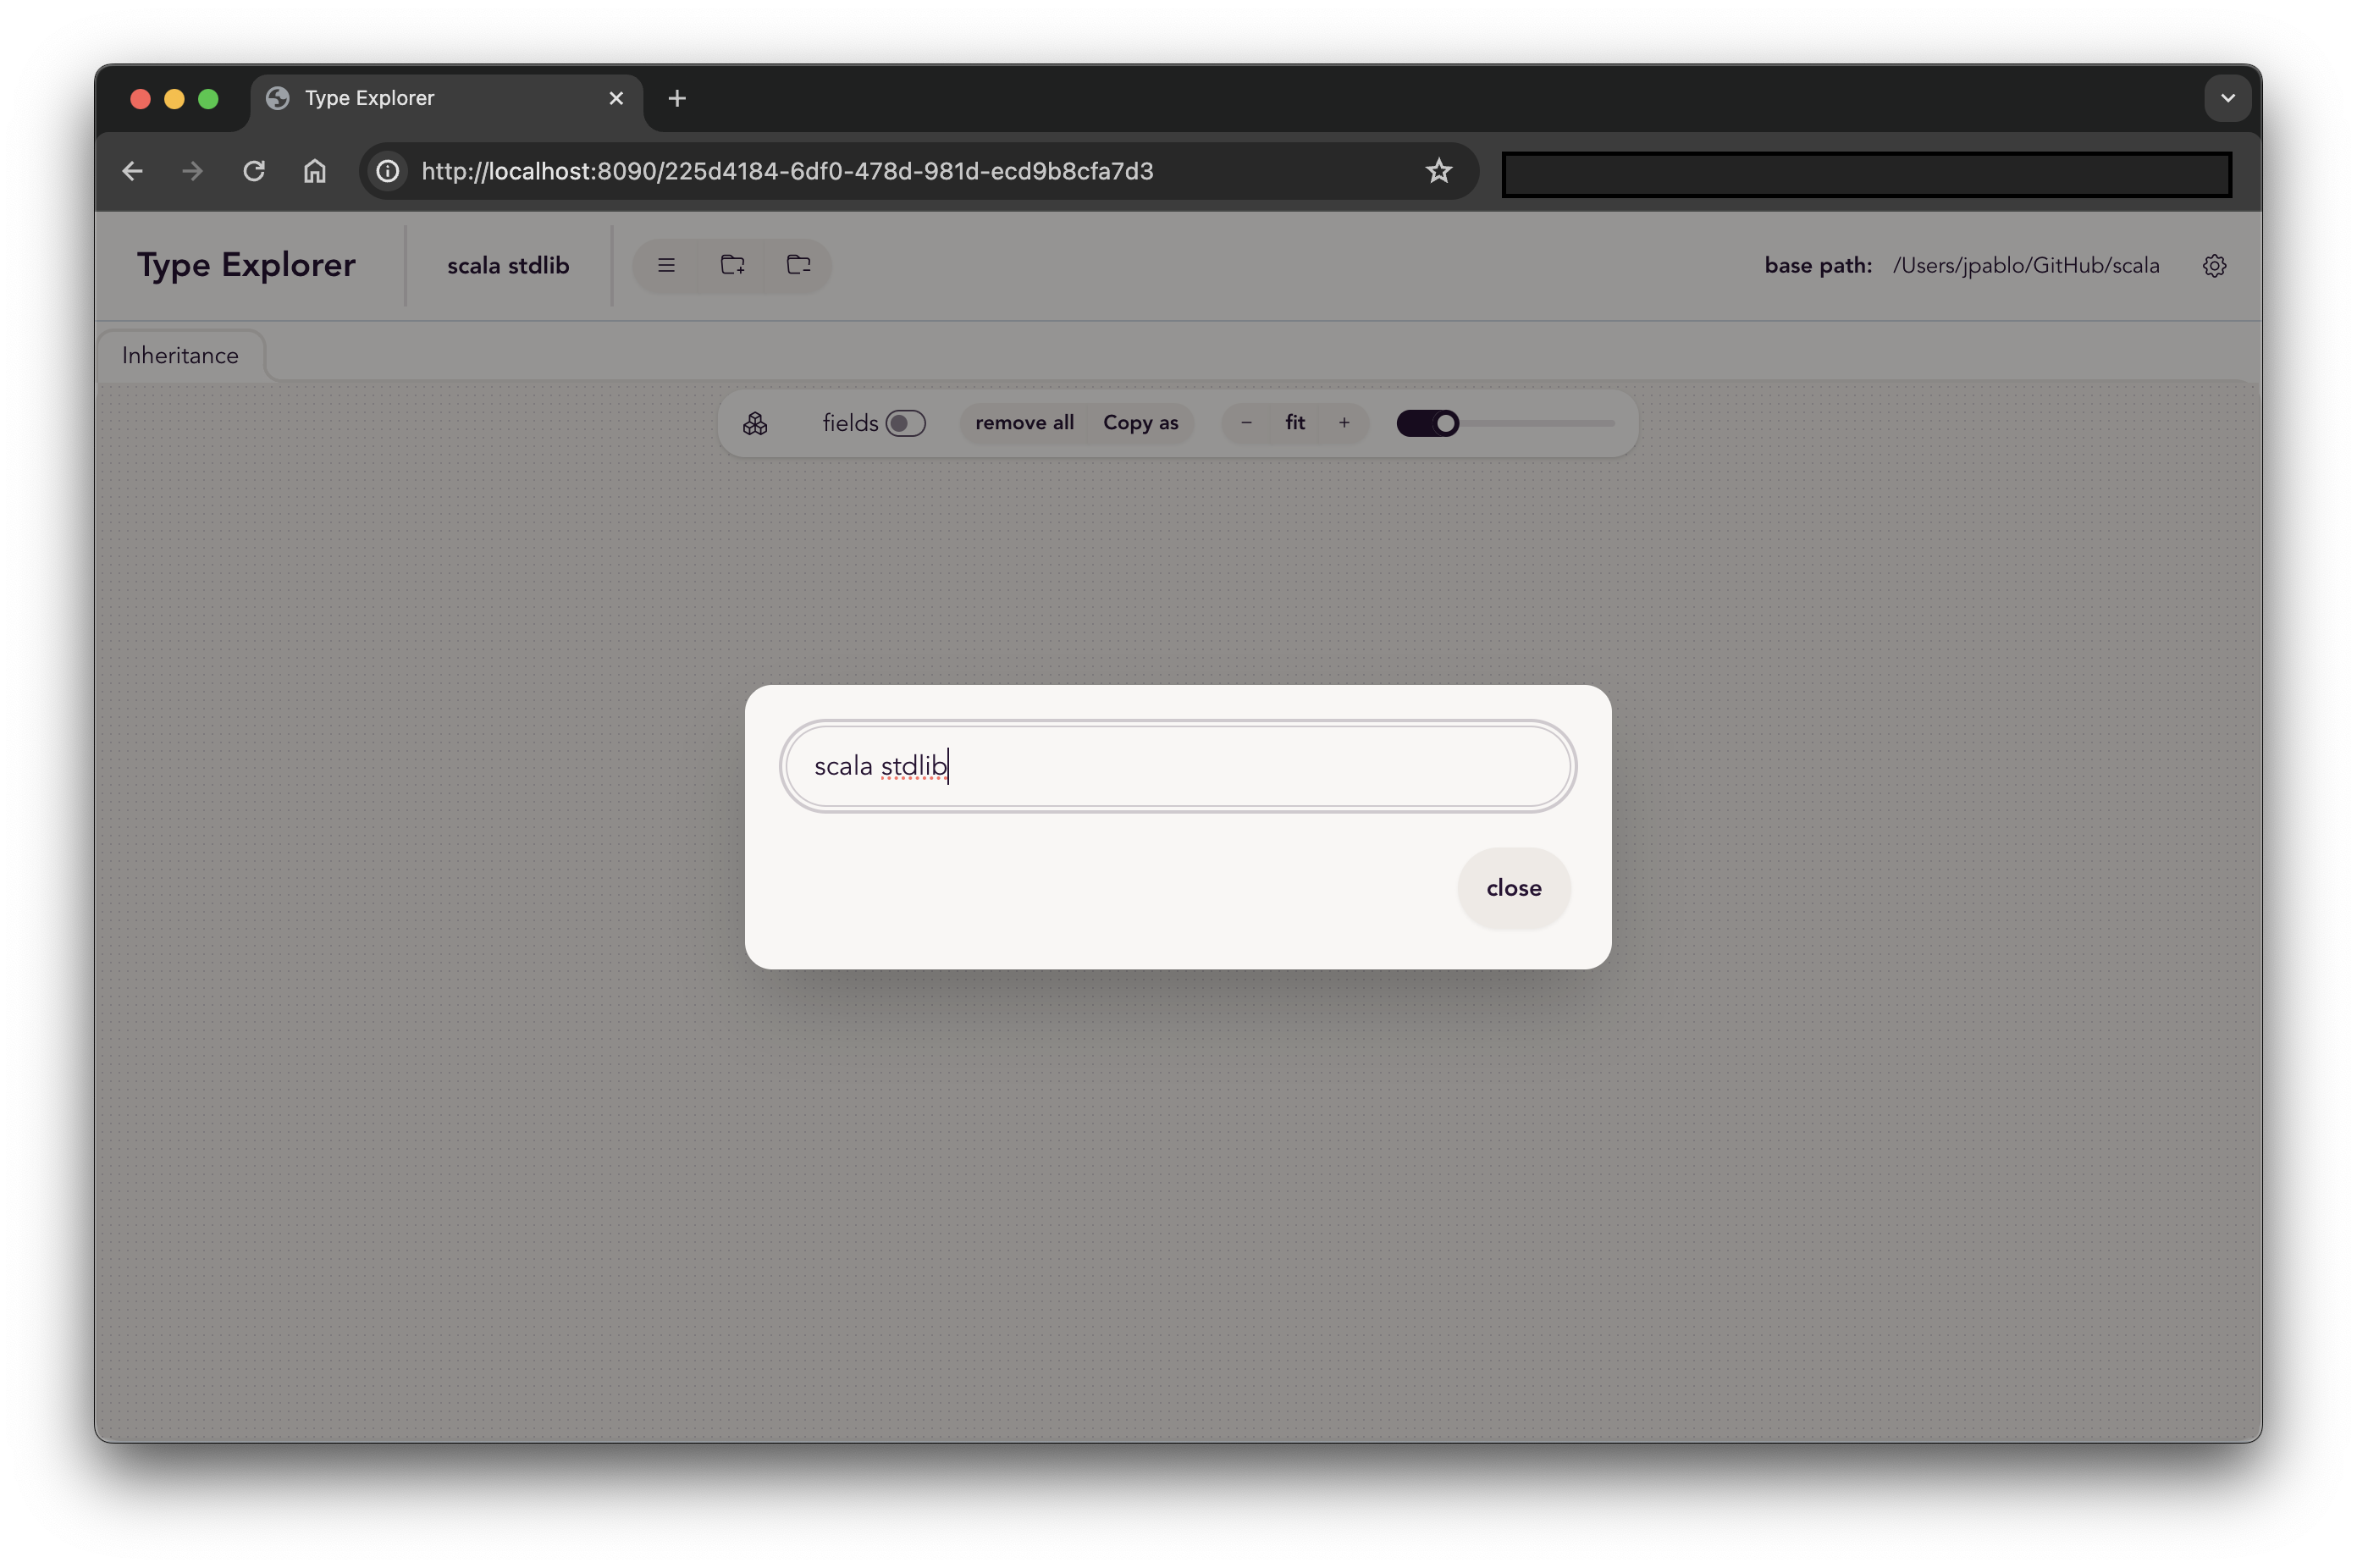 Type Explorer
http://localhost:8090/225d4184-6df0-478d-981d-ecd9b8cfa7d3
Type Explorer
scala stdlib
base path: /Users/jpablo/GitHub/scala
Inheritance
fields remove all Copy as − fit +
scala stdlib
close